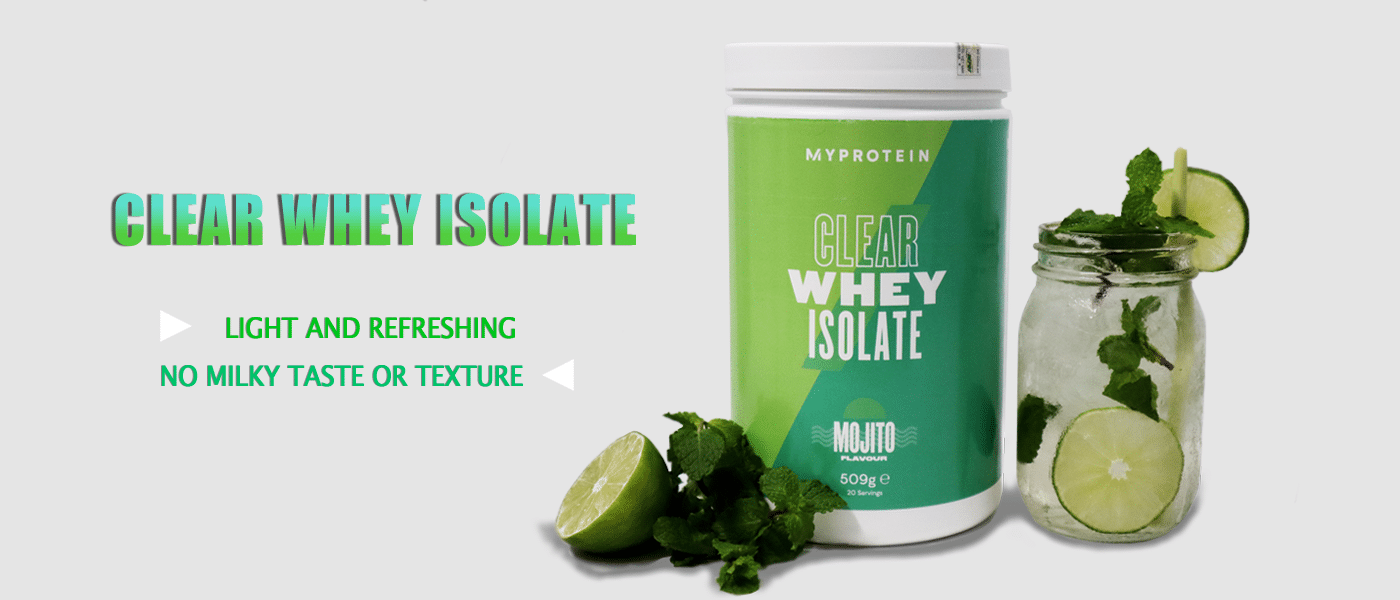 CLEAR WHEY ISOLATE
LIGHT AND REFRESHING
NO MILKY TASTE OR TEXTURE
MYPROTEIN
CLEAR
WHEY
ISOLATE
MOJITO
FLAVOUR
509g e
20 Servings